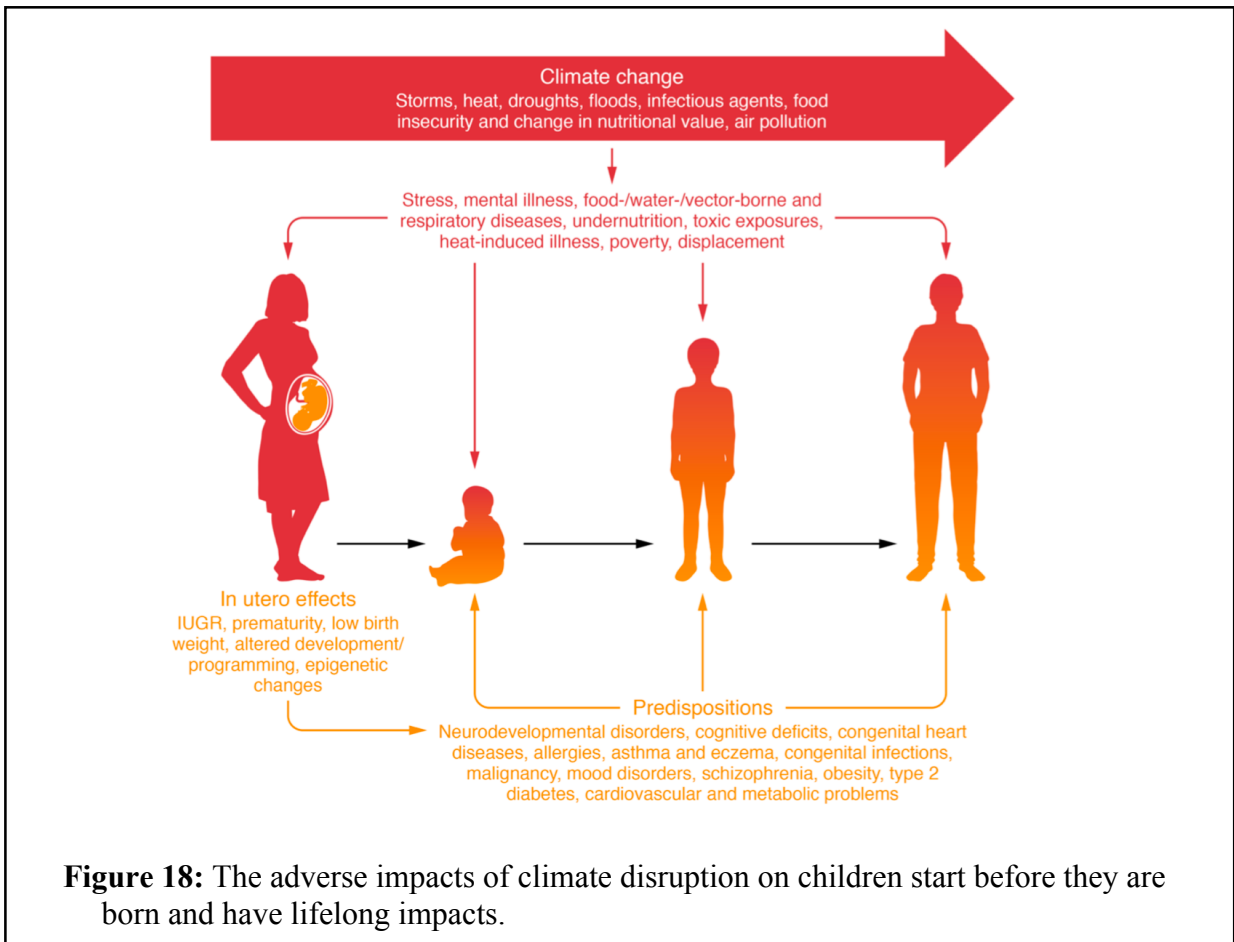 Climate change
Storms, heat, droughts, floods, infectious agents, food
insecurity and change in nutritional value, air pollution
Stress, mental illness, food-/water-/vector-borne and
respiratory diseases, undernutrition, toxic exposures,
heat-induced illness, poverty, displacement
In utero effects
IUGR, prematurity, low birth
weight, altered development/
programming, epigenetic
changes
Predispositions
Neurodevelopmental disorders, cognitive deficits, congenital heart
diseases, allergies, asthma and eczema, congenital infections,
malignancy, mood disorders, schizophrenia, obesity, type 2
diabetes, cardiovascular and metabolic problems
Figure 18: The adverse impacts of climate disruption on children start before they are
born and have lifelong impacts.